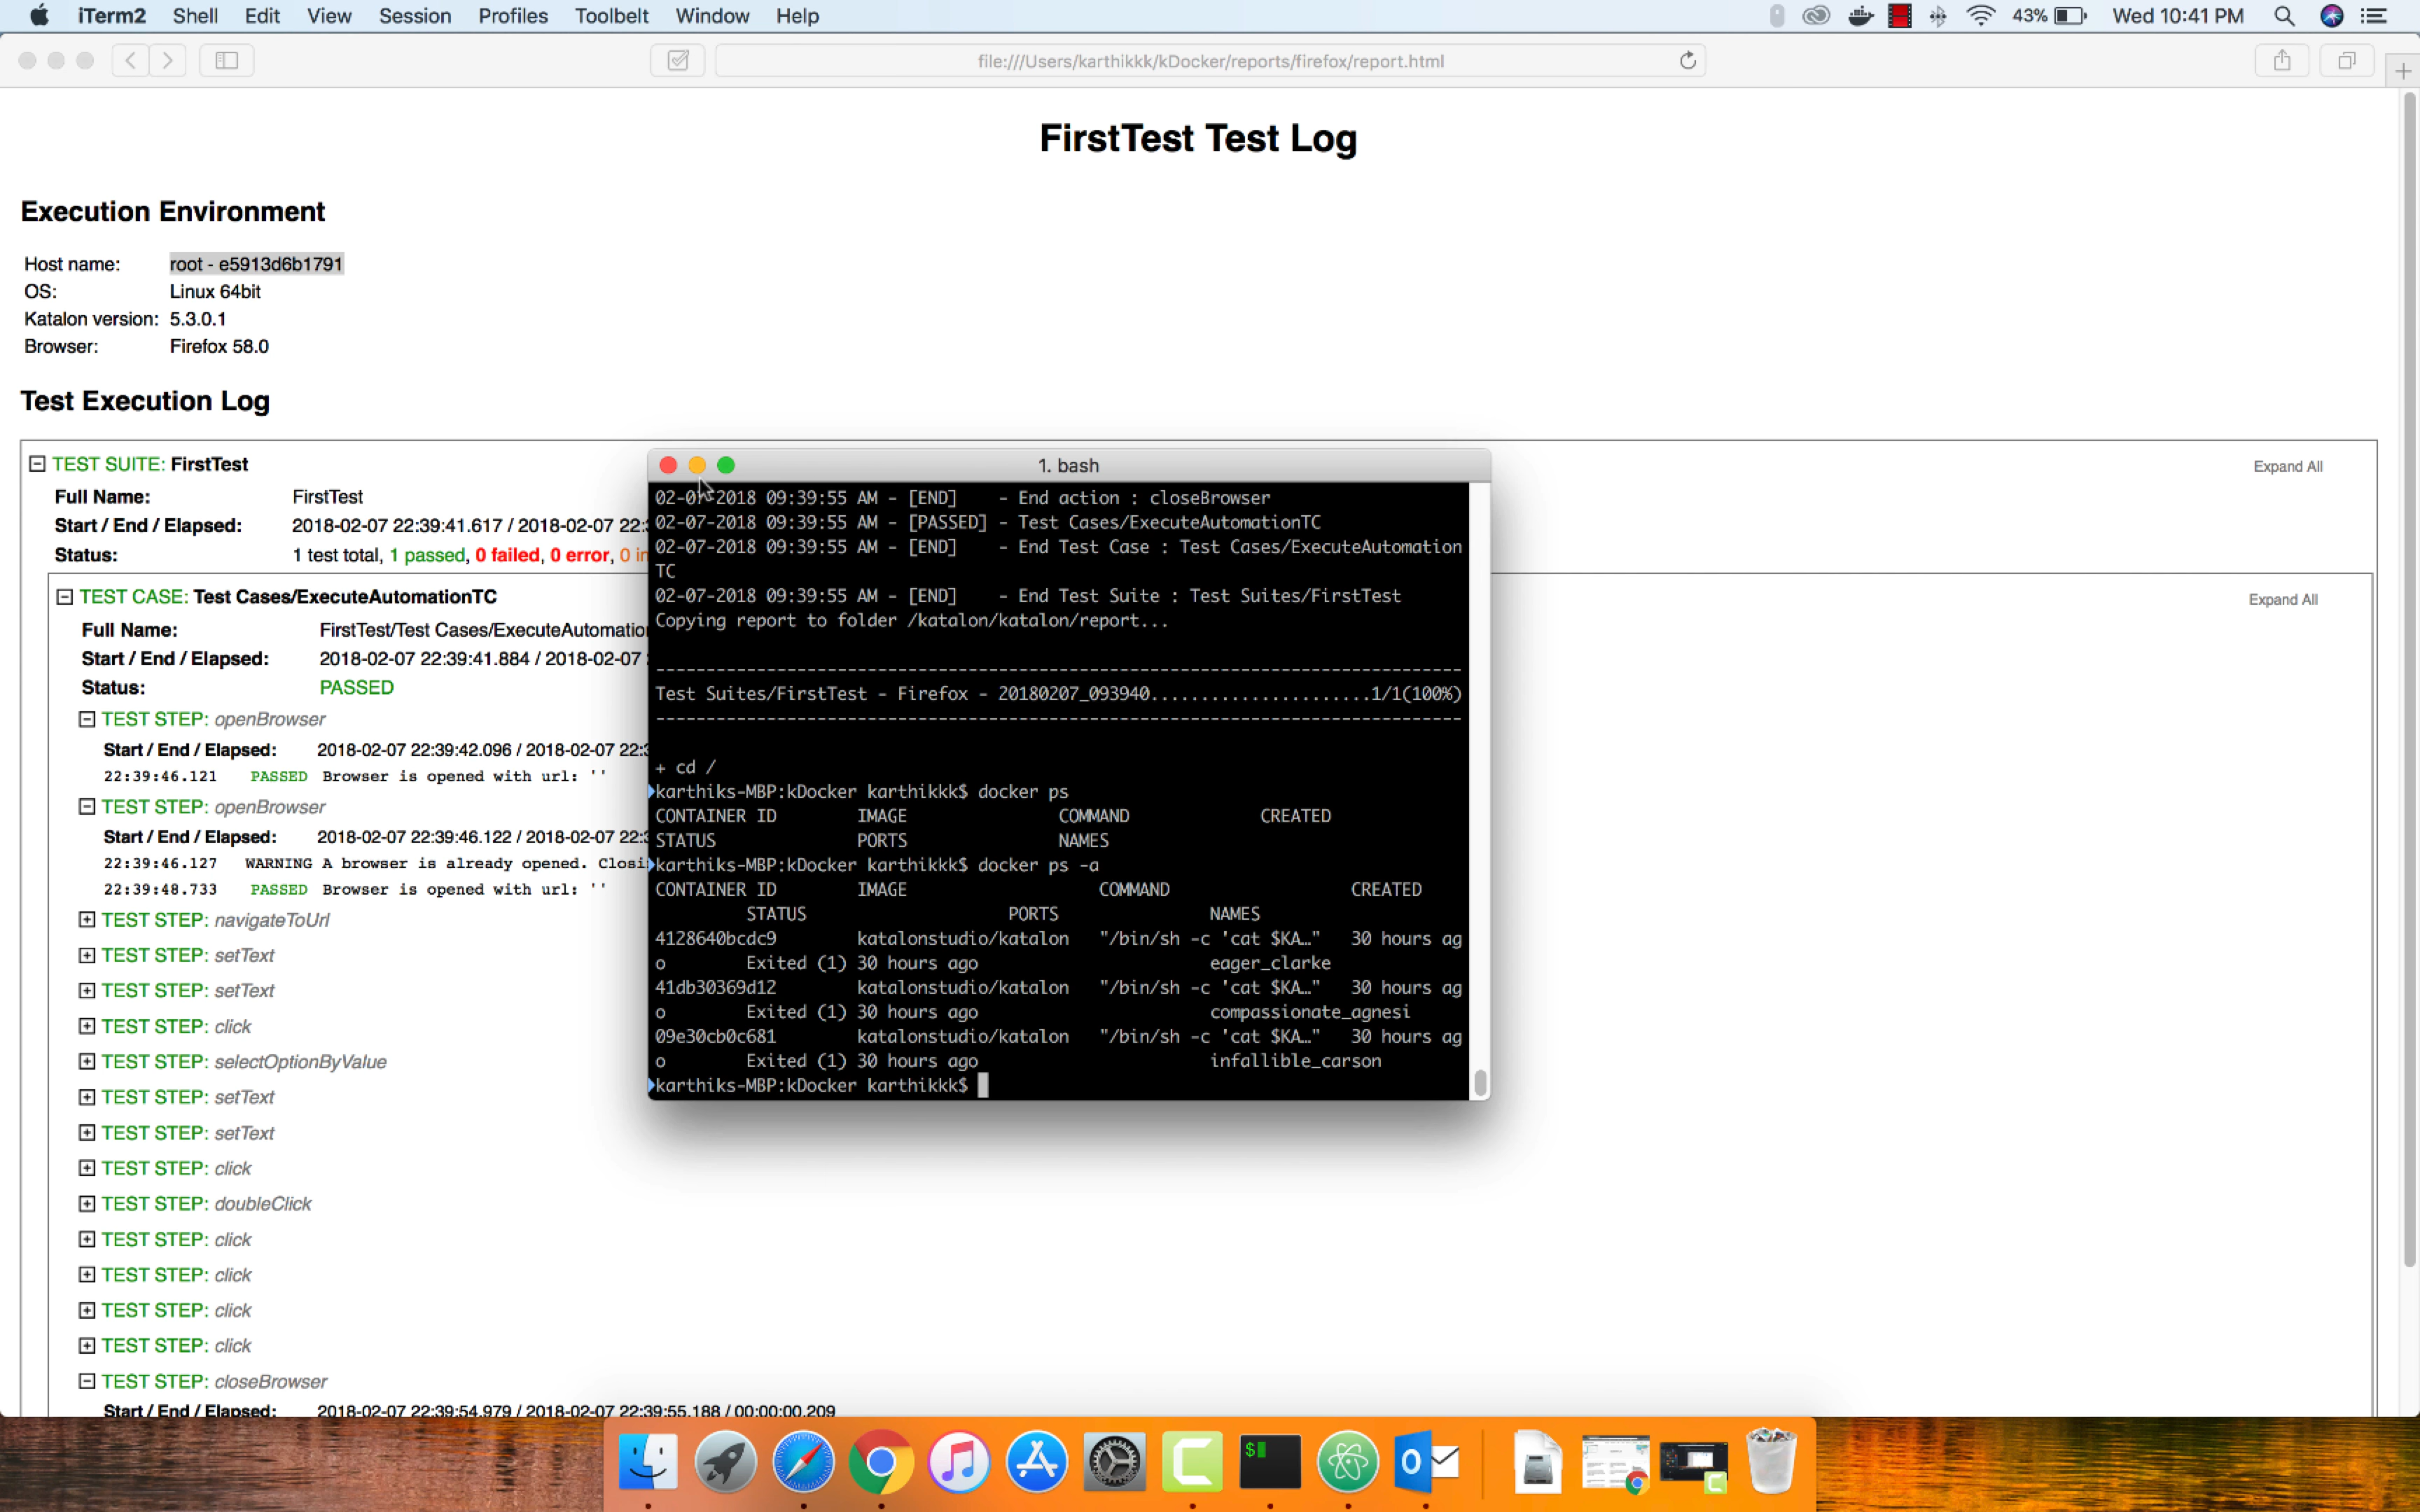 iTerm2 Shell Edit View Session Profiles Toolbelt Window Help 43% Wed 10:41 PM
file:///Users/karthikkk/kDocker/reports/firefox/report.html
FirstTest Test Log
Execution Environment
Host name: root - e5913d6b1791
OS: Linux 64bit
Katalon version: 5.3.0.1
Browser: Firefox 58.0
Test Execution Log
TEST SUITE: FirstTest Expand All
Full Name: FirstTest
Start / End / Elapsed: 2018-02-07 22:39:41.617 / 2018-02-07 22:
Status: 1 test total, 1 passed, 0 failed, 0 error, 0 in
TEST CASE: Test Cases/ExecuteAutomationTC Expand All
Full Name: FirstTest/Test Cases/ExecuteAutomation
Start / End / Elapsed: 2018-02-07 22:39:41.884 / 2018-02-07
Status: PASSED
TEST STEP: openBrowser
Start / End / Elapsed: 2018-02-07 22:39:42.096 / 2018-02-07 22:3
22:39:46.121 PASSED Browser is opened with url: ''
TEST STEP: openBrowser
Start / End / Elapsed: 2018-02-07 22:39:46.122 / 2018-02-07 22:3
22:39:46.127 WARNING A browser is already opened. Closi
22:39:48.733 PASSED Browser is opened with url: ''
TEST STEP: navigateToUrl
TEST STEP: setText
TEST STEP: setText
TEST STEP: click
TEST STEP: selectOptionByValue
TEST STEP: setText
TEST STEP: setText
TEST STEP: click
TEST STEP: doubleClick
TEST STEP: click
TEST STEP: click
TEST STEP: click
TEST STEP: click
TEST STEP: closeBrowser
Start / End / Elapsed: 2018-02-07 22:39:54.979 / 2018-02-07 22:39:55.188 / 00:00:00.209
1. bash
02-07-2018 09:39:55 AM - [END] - End action : closeBrowser
02-07-2018 09:39:55 AM - [PASSED] - Test Cases/ExecuteAutomationTC
02-07-2018 09:39:55 AM - [END] - End Test Case : Test Cases/ExecuteAutomation
TC
02-07-2018 09:39:55 AM - [END] - End Test Suite : Test Suites/FirstTest
Copying report to folder /katalon/katalon/report...
--------------------------------------------------------------------------------
Test Suites/FirstTest - Firefox - 20180207_093940......................1/1(100%)
--------------------------------------------------------------------------------
+ cd /
karthiks-MBP:kDocker karthikkk$ docker ps
CONTAINER ID IMAGE COMMAND CREATED
STATUS PORTS NAMES
karthiks-MBP:kDocker karthikkk$ docker ps -a
CONTAINER ID IMAGE COMMAND CREATED
STATUS PORTS NAMES
4128640bcdc9 katalonstudio/katalon "/bin/sh -c 'cat $KA…" 30 hours ag
o Exited (1) 30 hours ago eager_clarke
41db30369d12 katalonstudio/katalon "/bin/sh -c 'cat $KA…" 30 hours ag
o Exited (1) 30 hours ago compassionate_agnesi
09e30cb0c681 katalonstudio/katalon "/bin/sh -c 'cat $KA…" 30 hours ag
o Exited (1) 30 hours ago infallible_carson
karthiks-MBP:kDocker karthikkk$